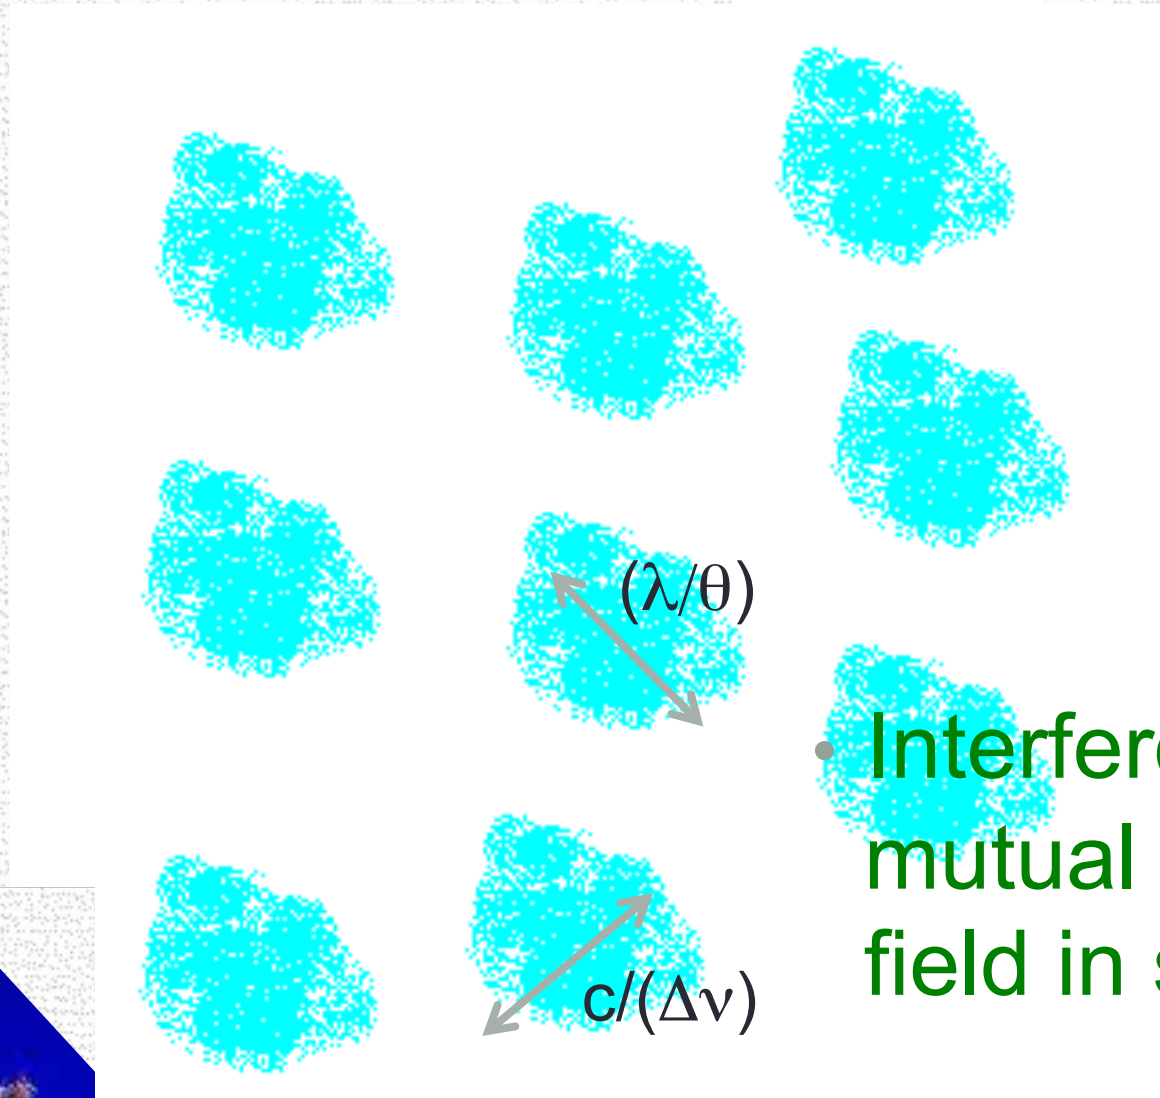 (λ/θ)
• Interfer
mutual
field in
c/(Δν)